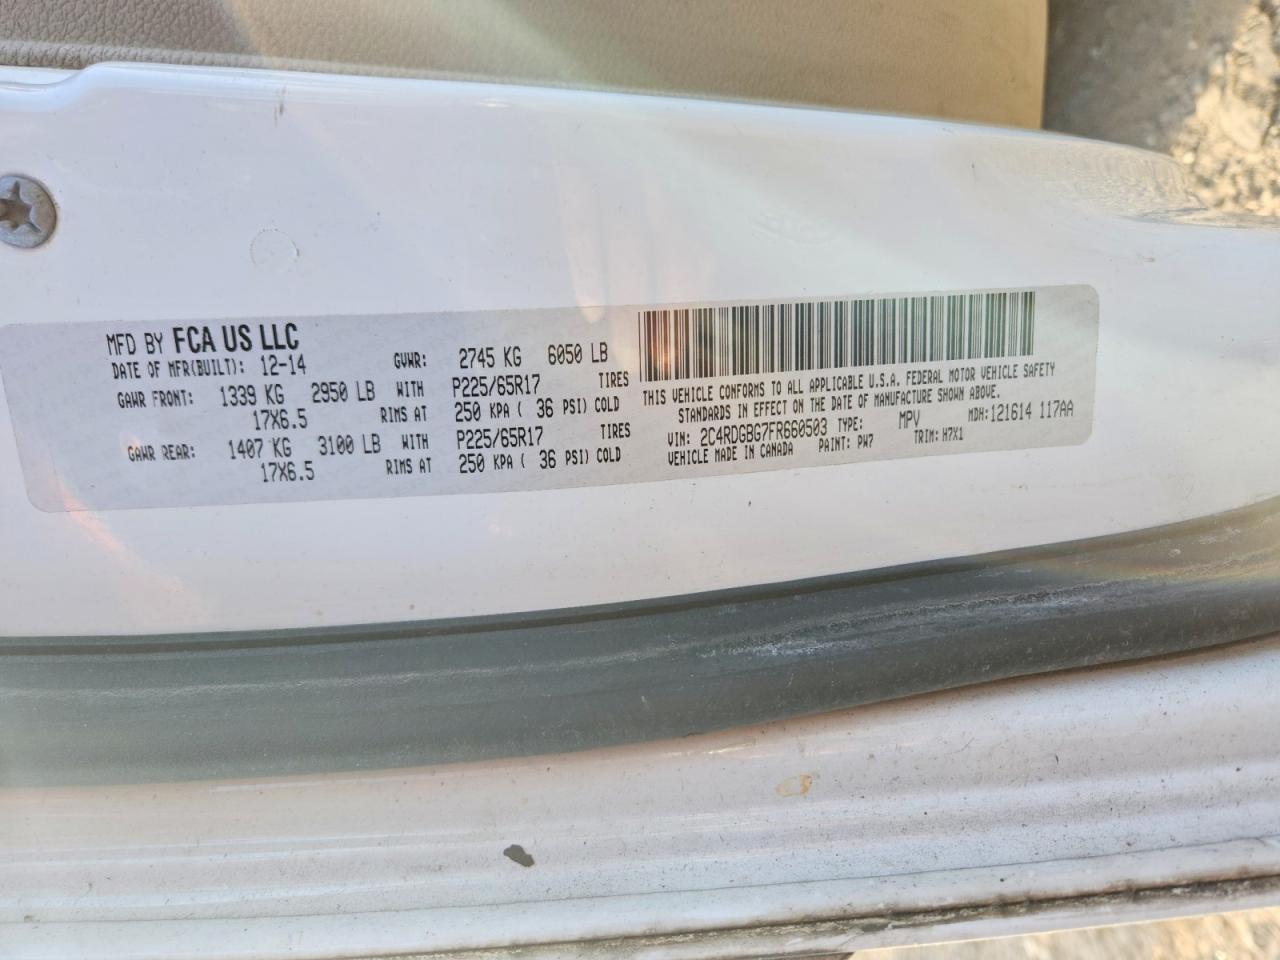 MFD BY FCA US LLC
DATE OF MFR(BUILT): 12-14 GVWR: 2745 KG 6050 LB
GAWR FRONT: 1339 KG 2950 LB WITH P225/65R17 TIRES
17X6.5 RIMS AT 250 KPA ( 36 PSI) COLD
GAWR REAR: 1407 KG 3100 LB WITH P225/65R17 TIRES
17X6.5 RIMS AT 250 KPA ( 36 PSI) COLD
THIS VEHICLE CONFORMS TO ALL APPLICABLE U.S.A. FEDERAL MOTOR VEHICLE SAFETY
STANDARDS IN EFFECT ON THE DATE OF MANUFACTURE SHOWN ABOVE.
VIN: 2C4RDGBG7FR660503 TYPE: MPV MDH:121614 117AA
VEHICLE MADE IN CANADA PAINT: PW7 TRIM: H7X1